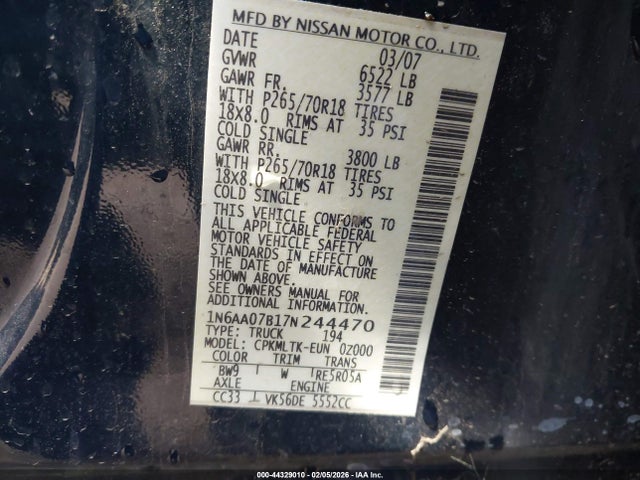 MFD BY NISSAN MOTOR CO., LTD.
DATE 03/07
GVWR 6522 LB
GAWR FR. 3577 LB
WITH P265/70R18 TIRES
18X8.0 RIMS AT 35 PSI
COLD SINGLE
GAWR RR. 3800 LB
WITH P265/70R18 TIRES
18X8.0 RIMS AT 35 PSI
COLD SINGLE
THIS VEHICLE CONFORMS TO
ALL APPLICABLE FEDERAL
MOTOR VEHICLE SAFETY
STANDARDS IN EFFECT ON
THE DATE OF MANUFACTURE
SHOWN ABOVE.
SEE OWNERS MANUAL FOR
ADDITIONAL INFORMATION.
1N6AA07B17N244470
TYPE: TRUCK 194
MODEL: CPKMLTK-EUN 0Z000
COLOR TRIM TRANS
BW9 W RE5R05A
AXLE ENGINE
CC33 VK56DE 5552CC
000-44329010 - 02/05/2026 - IAA Inc.